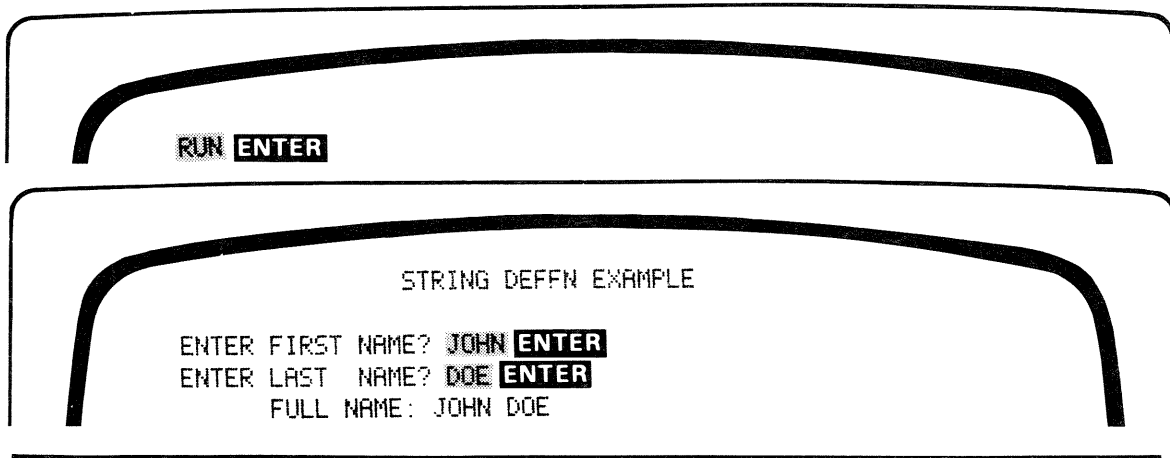 RUN ENTER
STRING DEFFN EXAMPLE
ENTER FIRST NAME? JOHN ENTER
ENTER LAST NAME? DOE ENTER
FULL NAME: JOHN DOE